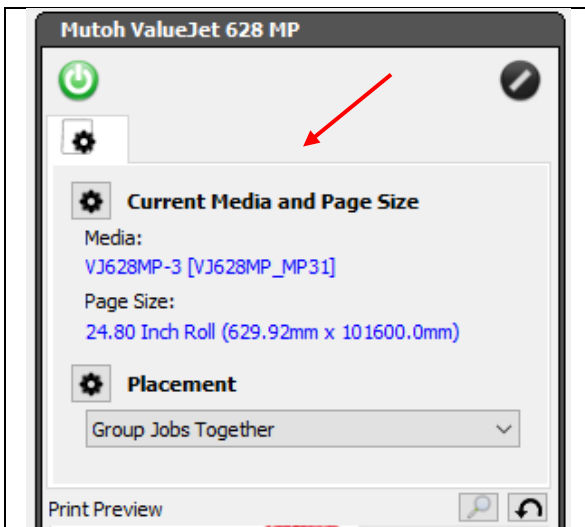 Mutoh ValueJet 628 MP
Current Media and Page Size
Media:
VJ628MP-3 [VJ628MP_MP31]
Page Size:
24.80 Inch Roll (629.92mm x 101600.0mm)
Placement
Group Jobs Together
Print Preview